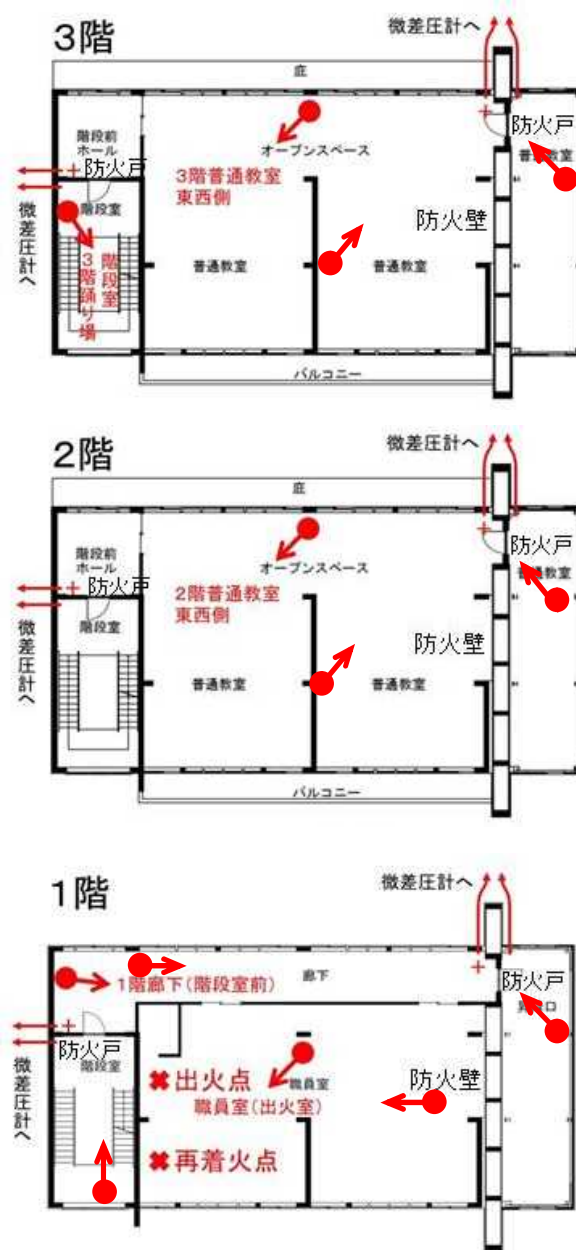 3階
微差圧計へ
庇
階段前
ホール
防火戸
オープンスペース
防火戸
普通教室
3階普通教室
東西側
微差圧計へ
階段室
防火壁
階段室
3階踊り場
普通教室
普通教室
バルコニー
2階
微差圧計へ
庇
階段前
ホール
防火戸
オープンスペース
防火戸
普通教室
2階普通教室
東西側
微差圧計へ
階段室
防火壁
普通教室
普通教室
バルコニー
1階
微差圧計へ
廊下
1階廊下(階段室前)
防火戸
防火戸
階段室
微差圧計へ
✖出火点
職員室
防火壁
職員室(出火室)
✖再着火点